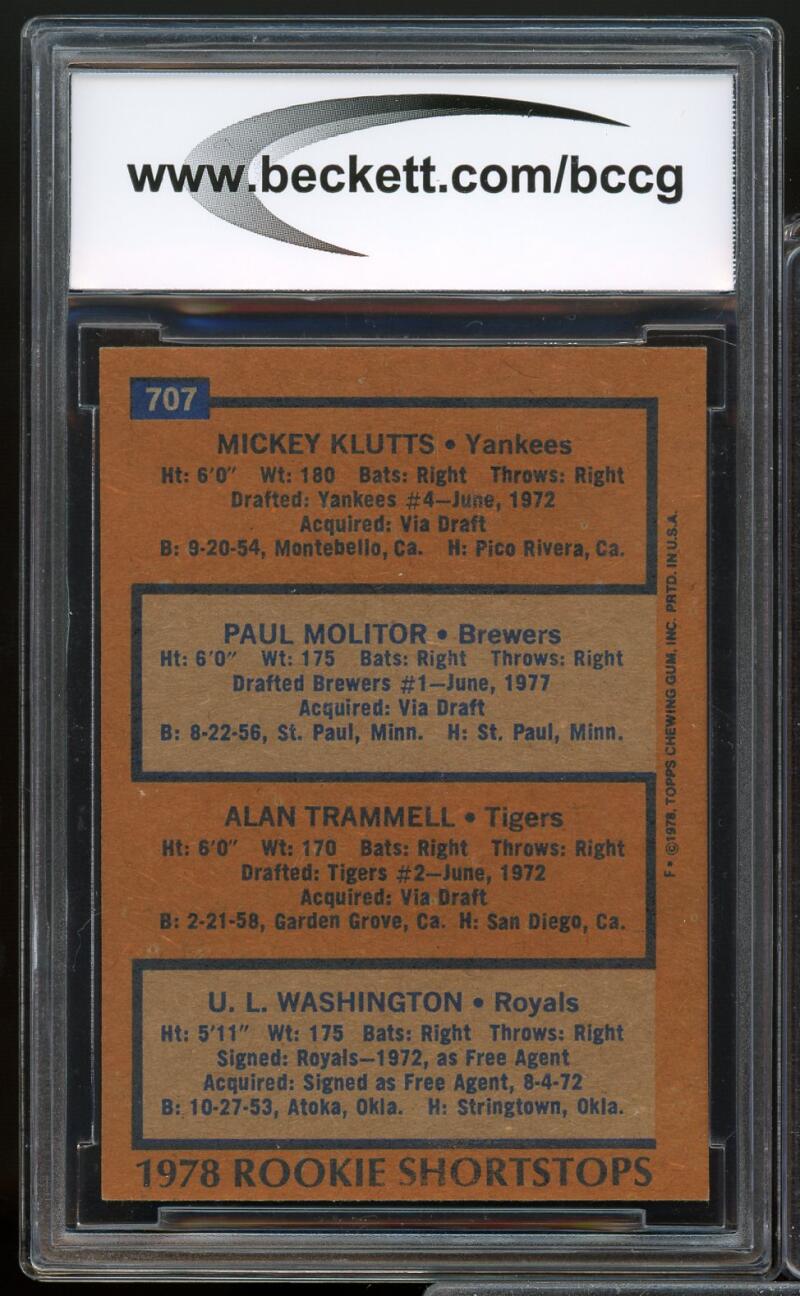 www.beckett.com/bccg
707
MICKEY KLUTTS • Yankees
Ht: 6'0" Wt: 180 Bats: Right Throws: Right
Drafted: Yankees #4—June, 1972
Acquired: Via Draft
B: 9-20-54, Montebello, Ca. H: Pico Rivera, Ca.
PAUL MOLITOR • Brewers
Ht: 6'0" Wt: 175 Bats: Right Throws: Right
Drafted Brewers #1—June, 1977
Acquired: Via Draft
B: 8-22-56, St. Paul, Minn. H: St. Paul, Minn.
ALAN TRAMMELL • Tigers
Ht: 6'0" Wt: 170 Bats: Right Throws: Right
Drafted: Tigers #2—June, 1972
Acquired: Via Draft
B: 2-21-58, Garden Grove, Ca. H: San Diego, Ca.
U. L. WASHINGTON • Royals
Ht: 5'11" Wt: 175 Bats: Right Throws: Right
Signed: Royals—1972, as Free Agent
Acquired: Signed as Free Agent, 8-4-72
B: 10-27-53, Atoka, Okla. H: Stringtown, Okla.
1978 ROOKIE SHORTSTOPS
F* ©1978, TOPPS CHEWING GUM, INC. PRTD. IN U.S.A.